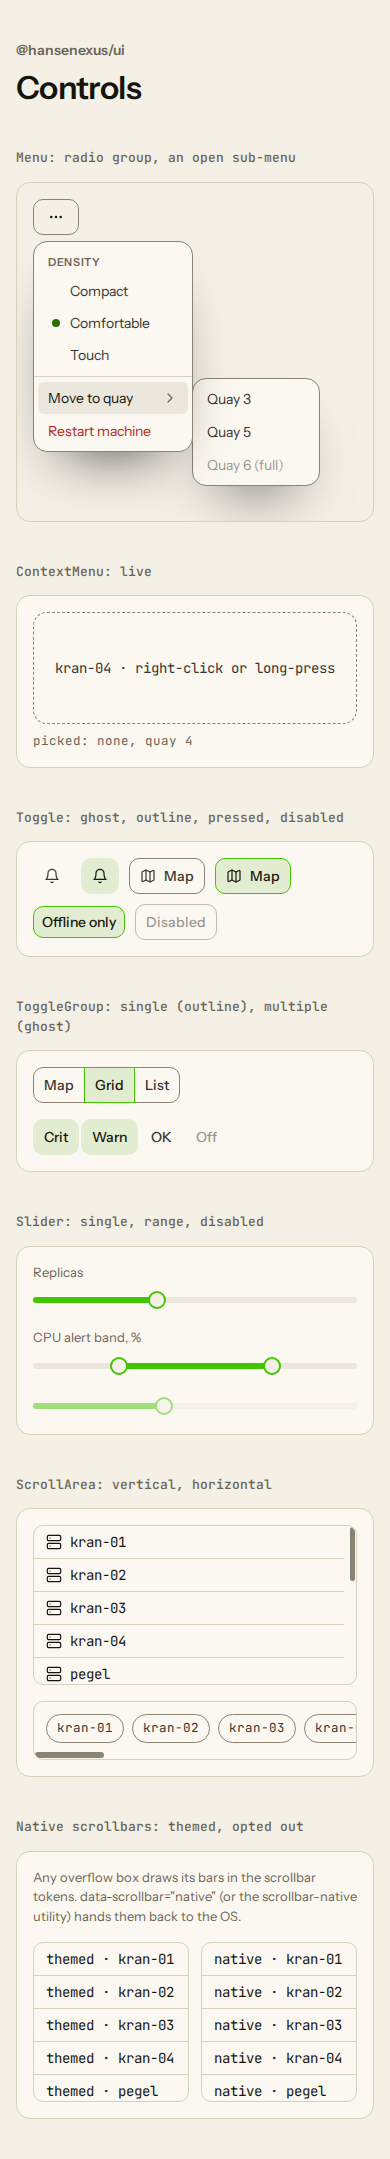 @hansenexus/ui
Controls
Menu: radio group, an open sub-menu
DENSITY
Compact
Comfortable
Touch
Move to quay
Restart machine
Quay 3
Quay 5
Quay 6 (full)
ContextMenu: live
kran-04 · right-click or long-press
picked: none, quay 4
Toggle: ghost, outline, pressed, disabled
Map
Map
Offline only
Disabled
ToggleGroup: single (outline), multiple
(ghost)
Map Grid List
Crit Warn OK Off
Slider: single, range, disabled
Replicas
CPU alert band, %
ScrollArea: vertical, horizontal
kran-01
kran-02
kran-03
kran-04
pegel
kran-01 kran-02 kran-03 kran-
Native scrollbars: themed, opted out
Any overflow box draws its bars in the scrollbar
tokens. data-scrollbar="native" (or the scrollbar-native
utility) hands them back to the OS.
themed · kran-01
themed · kran-02
themed · kran-03
themed · kran-04
themed · pegel
native · kran-01
native · kran-02
native · kran-03
native · kran-04
native · pegel